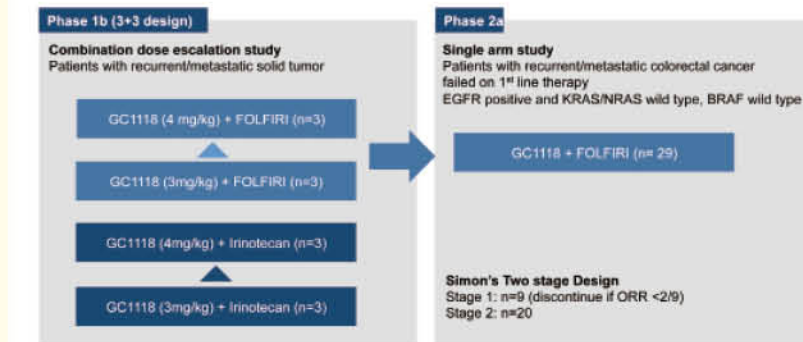 Phase 1b (3+3 design)
Combination dose escalation study
Patients with recurrent/metastatic solid tumor
GC1118 (4 mg/kg) + FOLFIRI (n=3)
GC1118 (3mg/kg) + FOLFIRI (n=3)
GC1118 (4mg/kg) + Irinotecan (n=3)
GC1118 (3mg/kg) + Irinotecan (n=3)
Phase 2a
Single arm study
Patients with recurrent/metastatic colorectal cancer
failed on 1st line therapy
EGFR positive and KRAS/NRAS wild type, BRAF wild type
GC1118 + FOLFIRI (n= 29)
Simon's Two stage Design
Stage 1: n=9 (discontinue if ORR <2/9)
Stage 2: n=20